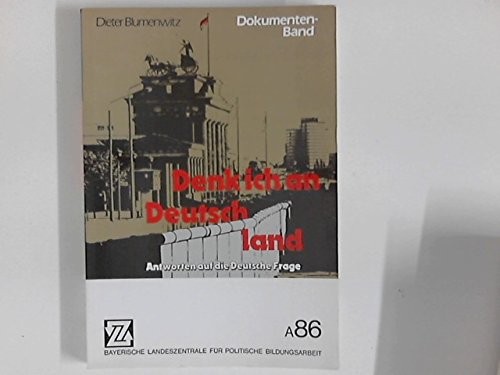 Dieter Blumenwitz
Dokumenten-
Band
Denk ich an
Deutsch
land
Antworten auf die Deutsche Frage
A86
BAYERISCHE LANDESZENTRALE FÜR POLITISCHE BILDUNGSARBEIT